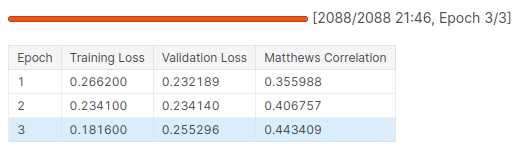 [2088/2088 21:46, Epoch 3/3]
Epoch Training Loss Validation Loss Matthews Correlation
1 0.266200 0.232189 0.355988
2 0.234100 0.234140 0.406757
3 0.181600 0.255296 0.443409